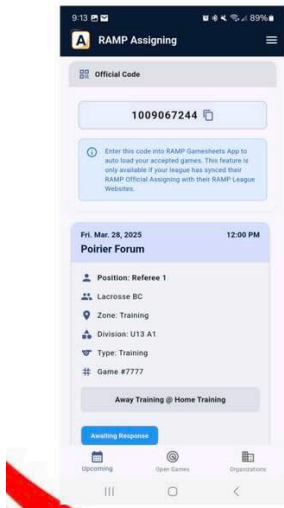 9:13 89%
A RAMP Assigning
Official Code
1009067244
Enter this code into RAMP Gamesheets App to
auto load your accepted games. This feature is
only available if your league has synced their
RAMP Official Assigning with their RAMP League
Websites.
Fri. Mar. 28, 2025 12:00 PM
Poirier Forum
Position: Referee 1
Lacrosse BC
Zone: Training
Division: U13 A1
Type: Training
# Game #7777
Away Training @ Home Training
Awaiting Response
Upcoming Open Games Organizations